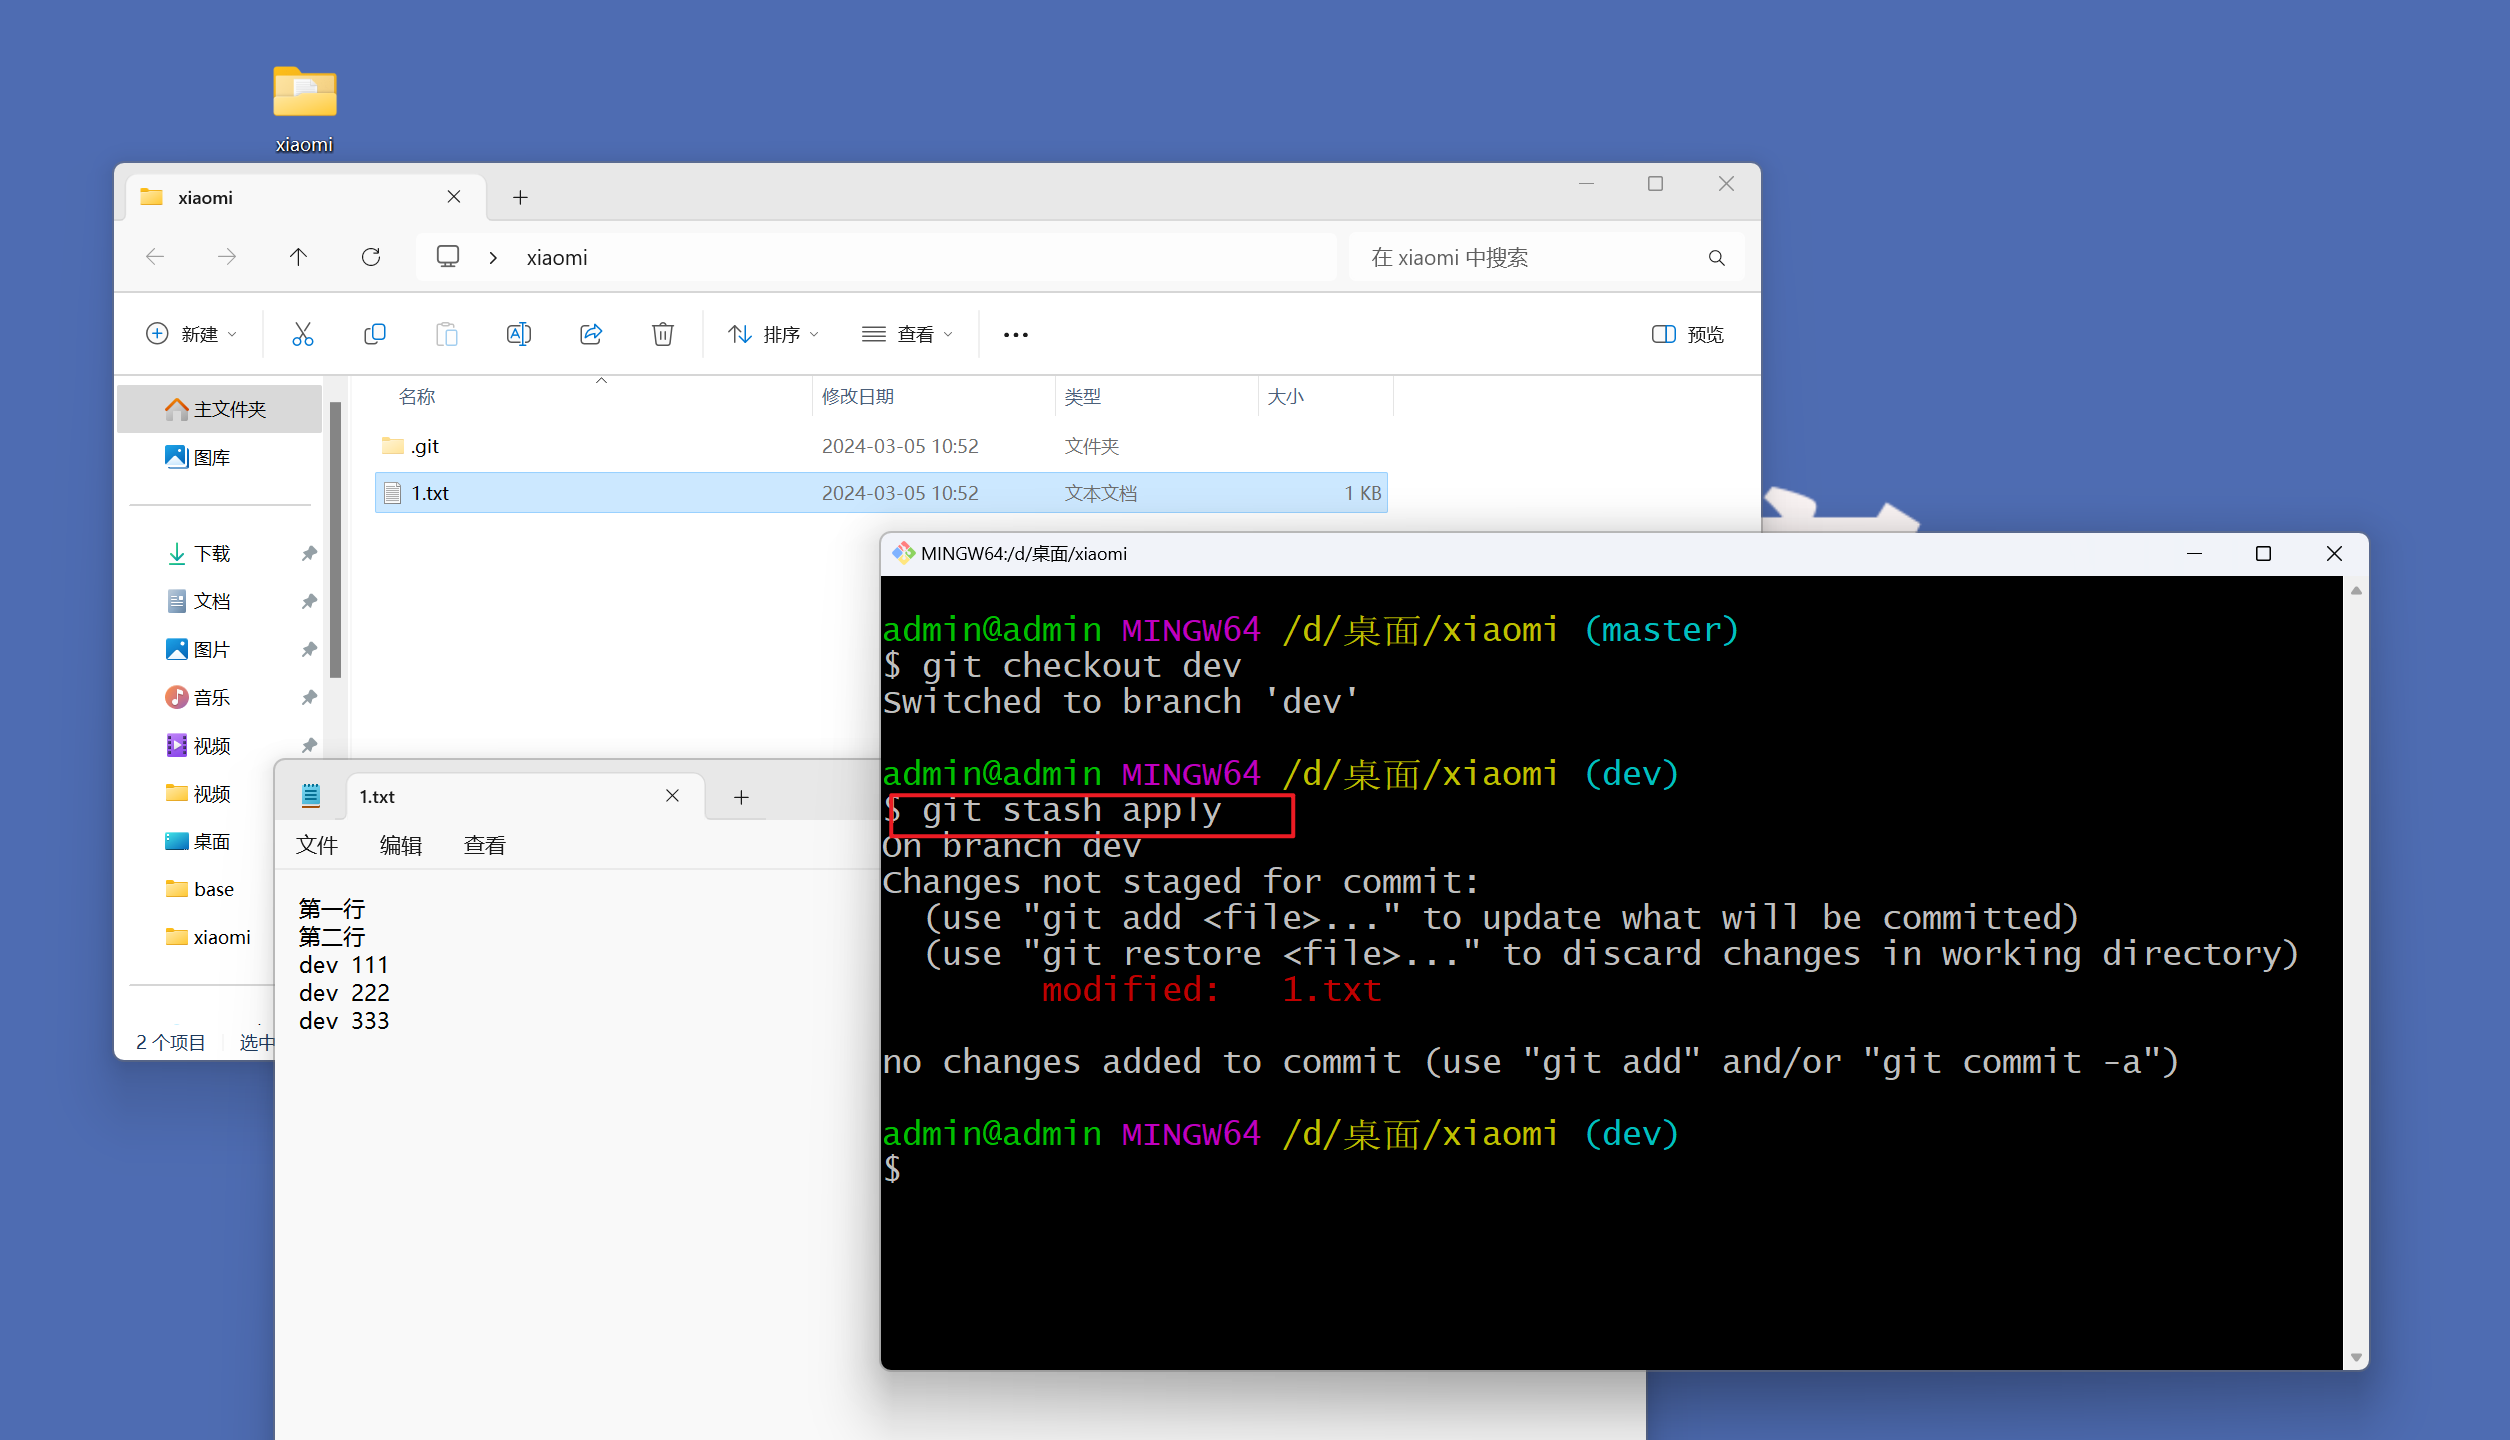 xiaomi
xiaomi
xiaomi
在 xiaomi 中搜索
新建
排序
查看
预览
主文件夹
图库
下载
文档
图片
音乐
视频
视频
桌面
base
xiaomi
2 个项目
选中
名称 修改日期 类型 大小
.git 2024-03-05 10:52 文件夹
1.txt 2024-03-05 10:52 文本文档 1 KB
1.txt
文件 编辑 查看
第一行
第二行
dev 111
dev 222
dev 333
MINGW64:/d/桌面/xiaomi
admin@admin MINGW64 /d/桌面/xiaomi (master)
$ git checkout dev
Switched to branch 'dev'
admin@admin MINGW64 /d/桌面/xiaomi (dev)
$ git stash apply
On branch dev
Changes not staged for commit:
(use "git add <file>..." to update what will be committed)
(use "git restore <file>..." to discard changes in working directory)
modified: 1.txt
no changes added to commit (use "git add" and/or "git commit -a")
admin@admin MINGW64 /d/桌面/xiaomi (dev)
$